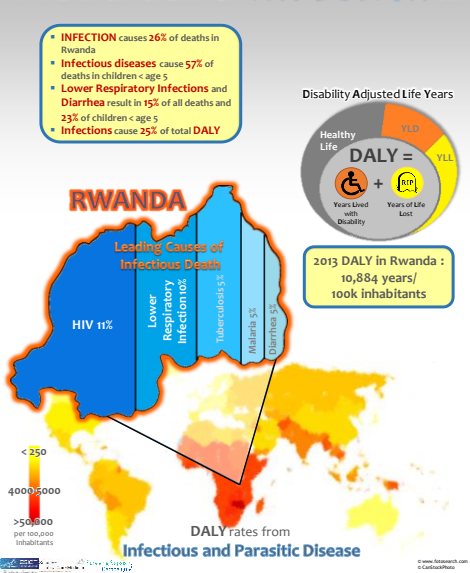 INFECTION causes 26% of deaths in
Rwanda
Infectious diseases cause 57% of
deaths in children < age 5
Lower Respiratory Infections and
Diarrhea result in 15% of all deaths and
23% of children < age 5
Infections cause 25% of total DALY
Disability Adjusted Life Years
Healthy
Life
YLD
YLL
DALY =
+
RIP
Years Lived
with
Disability
Years of Life
Lost
2013 DALY in Rwanda :
10,884 years/
100k inhabitants
RWANDA
Leading Causes of
Infectious Death
HIV 11%
Lower
Respiratory
Infection 10%
Tuberculosis 5%
Malaria 5%
Diarrhea 5%
< 250
4000-5000
>50,000
per 100,000
Inhabitants
DALY rates from
Infectious and Parasitic Disease
© www.fotosearch.com
© CanStockPhoto